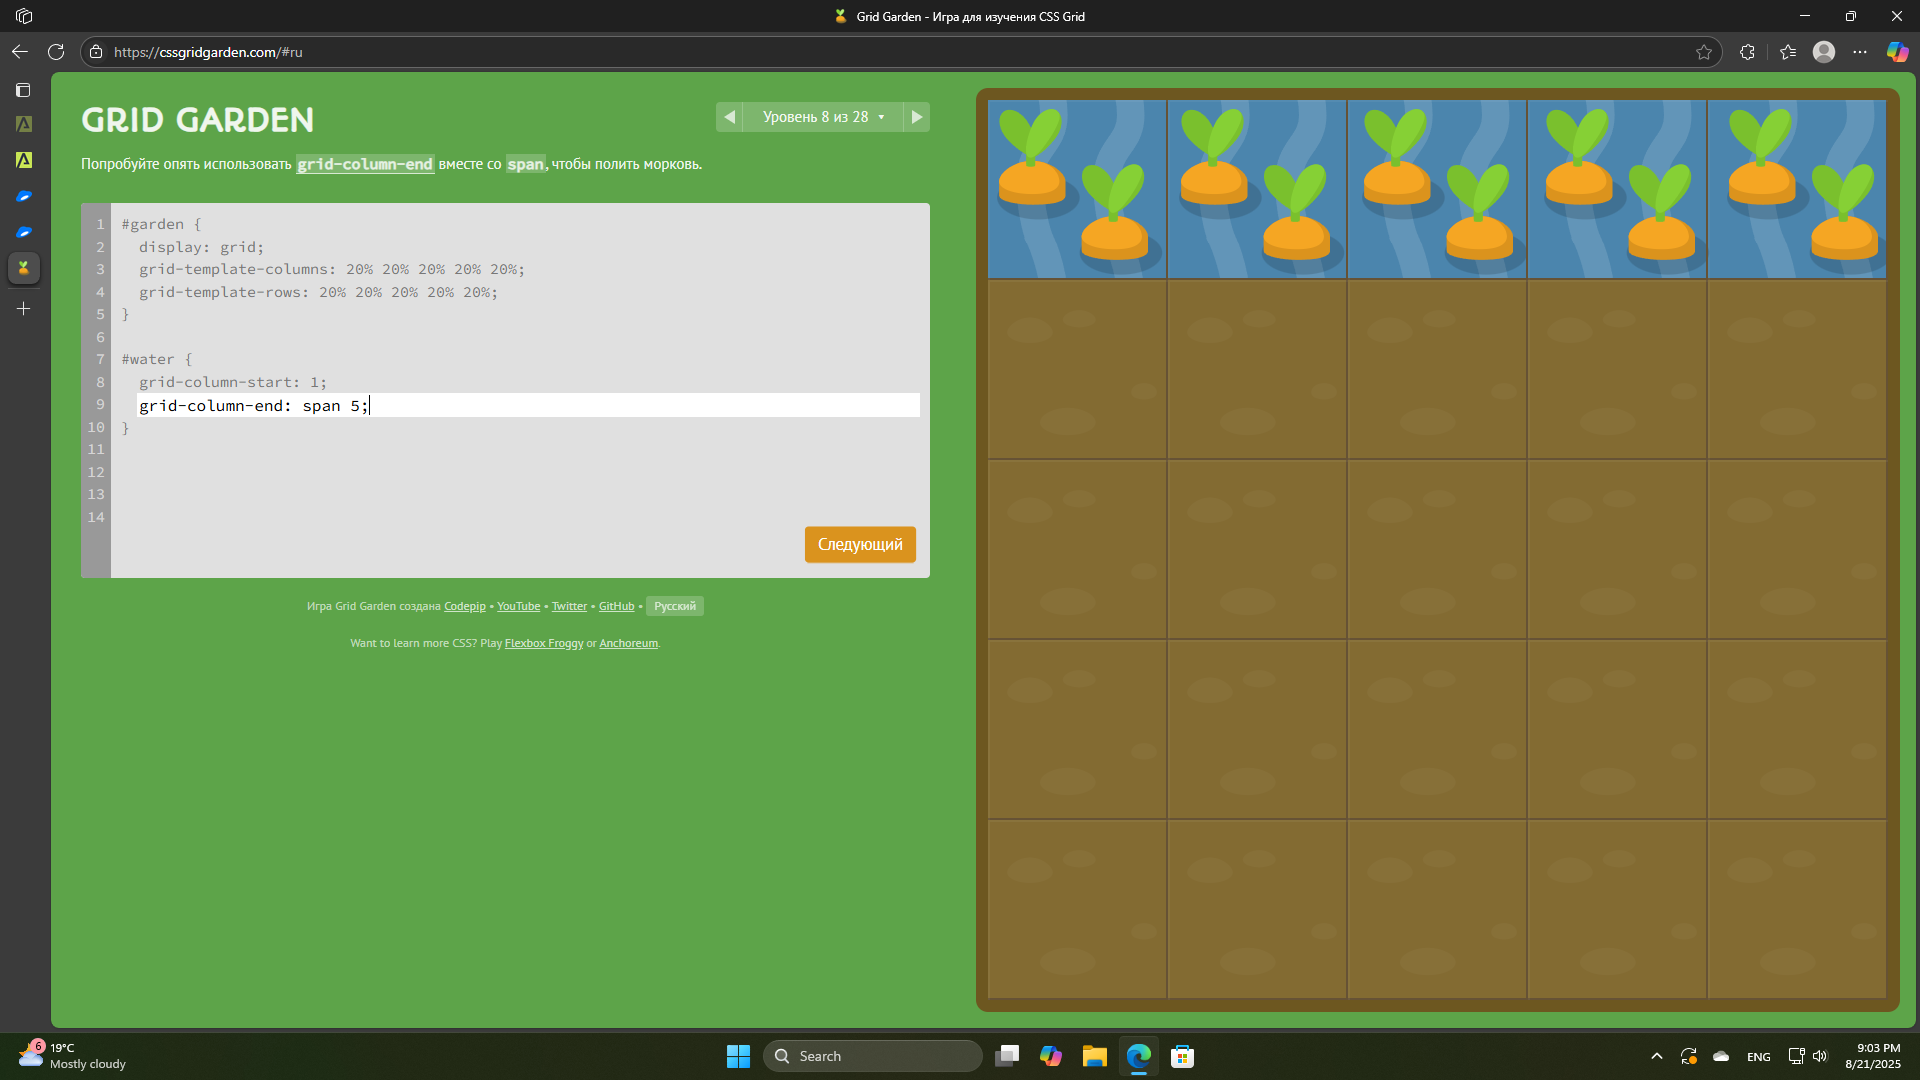 Grid Garden - Игра для изучения CSS Grid
https://cssgridgarden.com/#ru
GRID GARDEN
Уровень 8 из 28
Попробуйте опять использовать grid-column-end вместе со span, чтобы полить морковь.
1 #garden {
2 display: grid;
3 grid-template-columns: 20% 20% 20% 20% 20%;
4 grid-template-rows: 20% 20% 20% 20% 20%;
5 }
6
7 #water {
8 grid-column-start: 1;
9 grid-column-end: span 5;
10 }
11
12
13
14
Следующий
Игра Grid Garden создана Codepip • YouTube • Twitter • GitHub • Русский
Want to learn more CSS? Play Flexbox Froggy or Anchoreum.
6
19°C
Mostly cloudy
Search
ENG
9:03 PM
8/21/2025